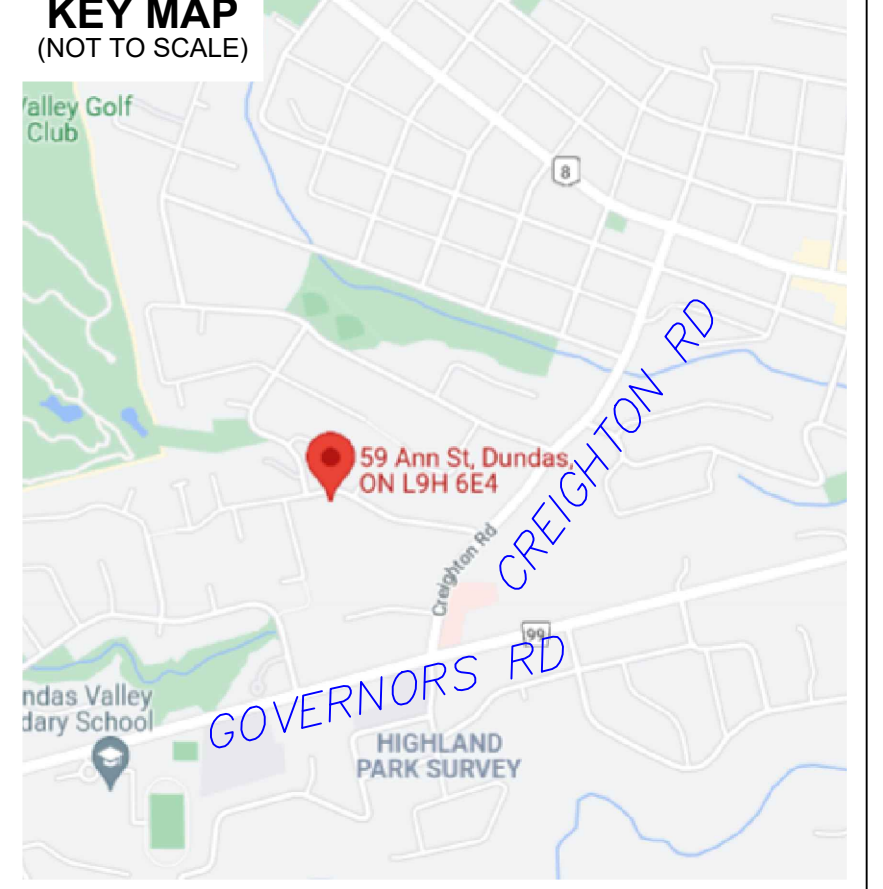 KEY MAP
(NOT TO SCALE)
alley Golf
Club
8
CREIGHTON RD
59 Ann St, Dundas,
ON L9H 6E4
Creighton Rd
99
GOVERNORS RD
ndas Valley
dary School
HIGHLAND
PARK SURVEY